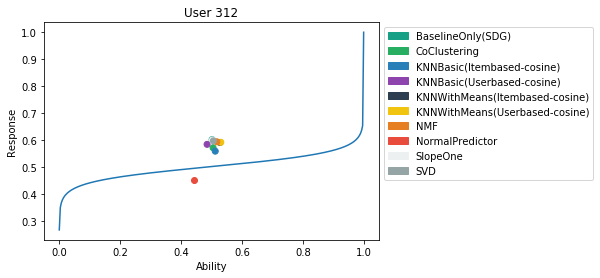 User 312
1.0
0.9
0.8
0.7
0.6
0.5
0.4
0.3
Response
0.0 0.2 0.4 0.6 0.8 1.0
Ability
BaselineOnly(SDG)
CoClustering
KNNBasic(Itembased-cosine)
KNNBasic(Userbased-cosine)
KNNWithMeans(Itembased-cosine)
KNNWithMeans(Userbased-cosine)
NMF
NormalPredictor
SlopeOne
SVD